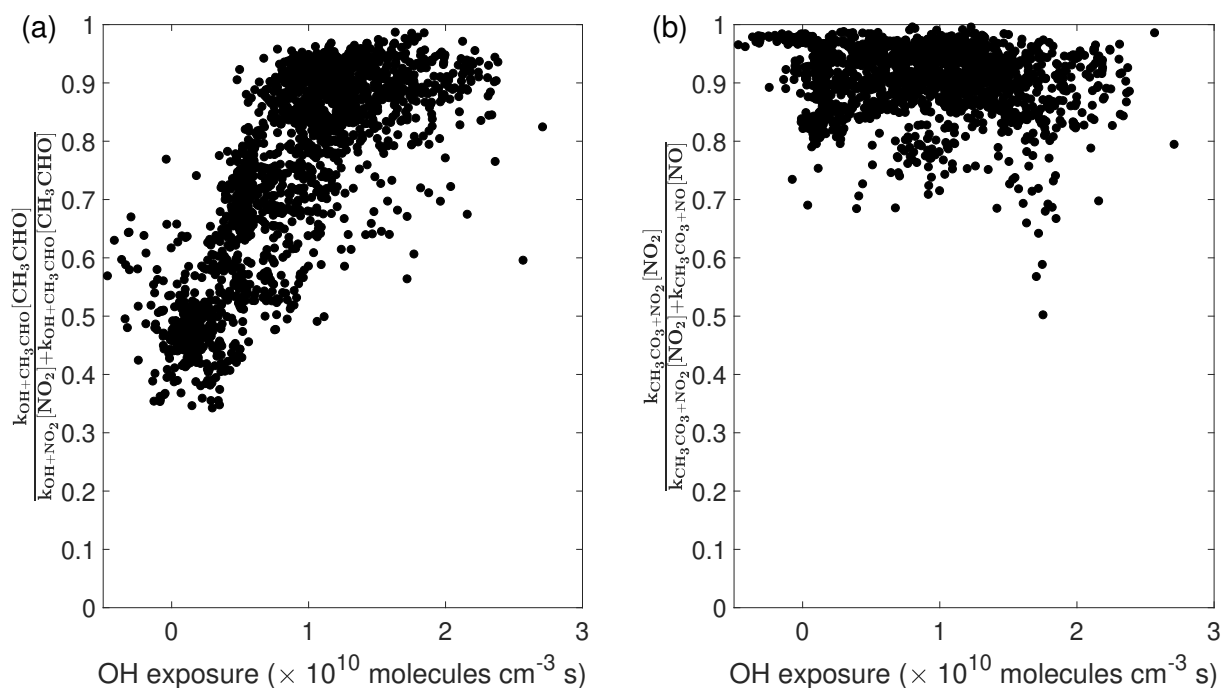 (a)
k_OH+CH₃CHO[CH₃CHO]
k_OH+NO₂[NO₂]+k_OH+CH₃CHO[CH₃CHO]
1
0.9
0.8
0.7
0.6
0.5
0.4
0.3
0.2
0.1
0
0 1 2 3
OH exposure (× 10¹⁰ molecules cm⁻³ s)
(b)
k_CH₃CO₃+NO₂[NO₂]
k_CH₃CO₃+NO₂[NO₂]+k_CH₃CO₃+NO[NO]
1
0.9
0.8
0.7
0.6
0.5
0.4
0.3
0.2
0.1
0
0 1 2 3
OH exposure (× 10¹⁰ molecules cm⁻³ s)